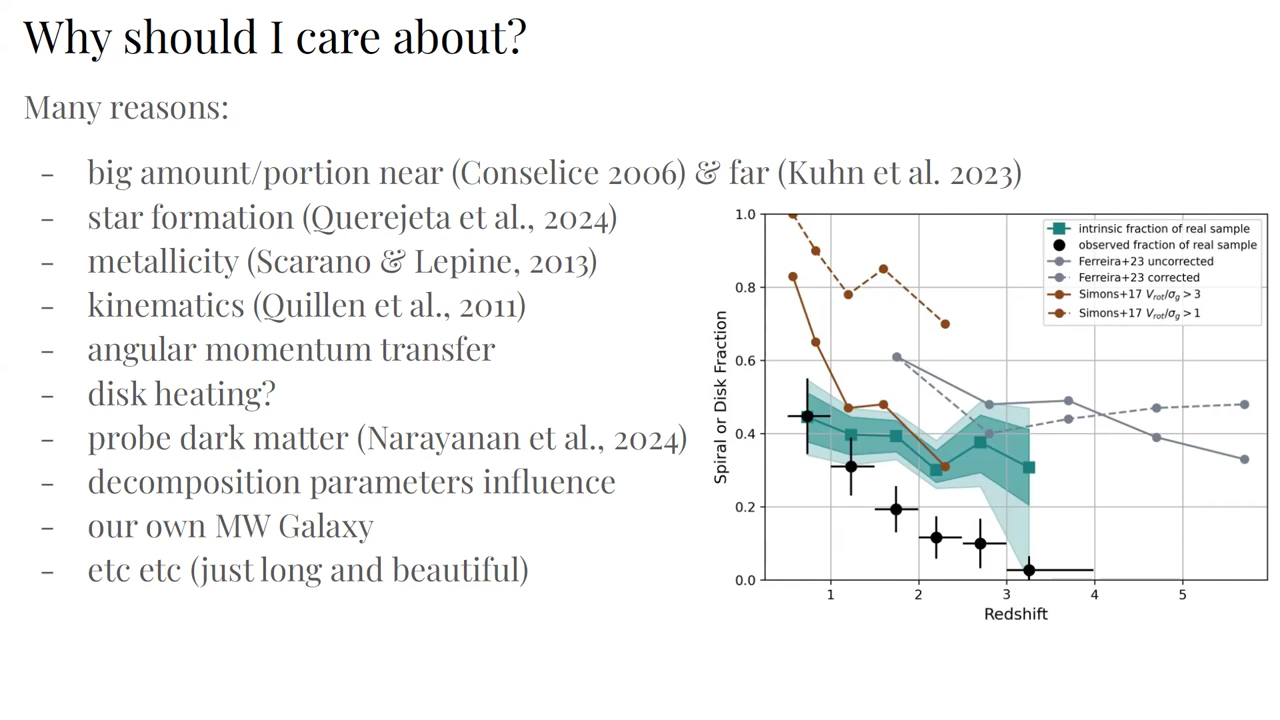 Why should I care about?
Many reasons:
- big amount/portion near (Conselice 2006) & far (Kuhn et al. 2023)
- star formation (Querejeta et al., 2024)
- metallicity (Scarano & Lepine, 2013)
- kinematics (Quillen et al., 2011)
- angular momentum transfer
- disk heating?
- probe dark matter (Narayanan et al., 2024)
- decomposition parameters influence
- our own MW Galaxy
- etc etc (just long and beautiful)
Spiral or Disk Fraction
1.0
0.8
0.6
0.4
0.2
0.0
intrinsic fraction of real sample
observed fraction of real sample
Ferreira+23 uncorrected
Ferreira+23 corrected
Simons+17 Vrot/σg > 3
Simons+17 Vrot/σg > 1
1 2 3 4 5
Redshift